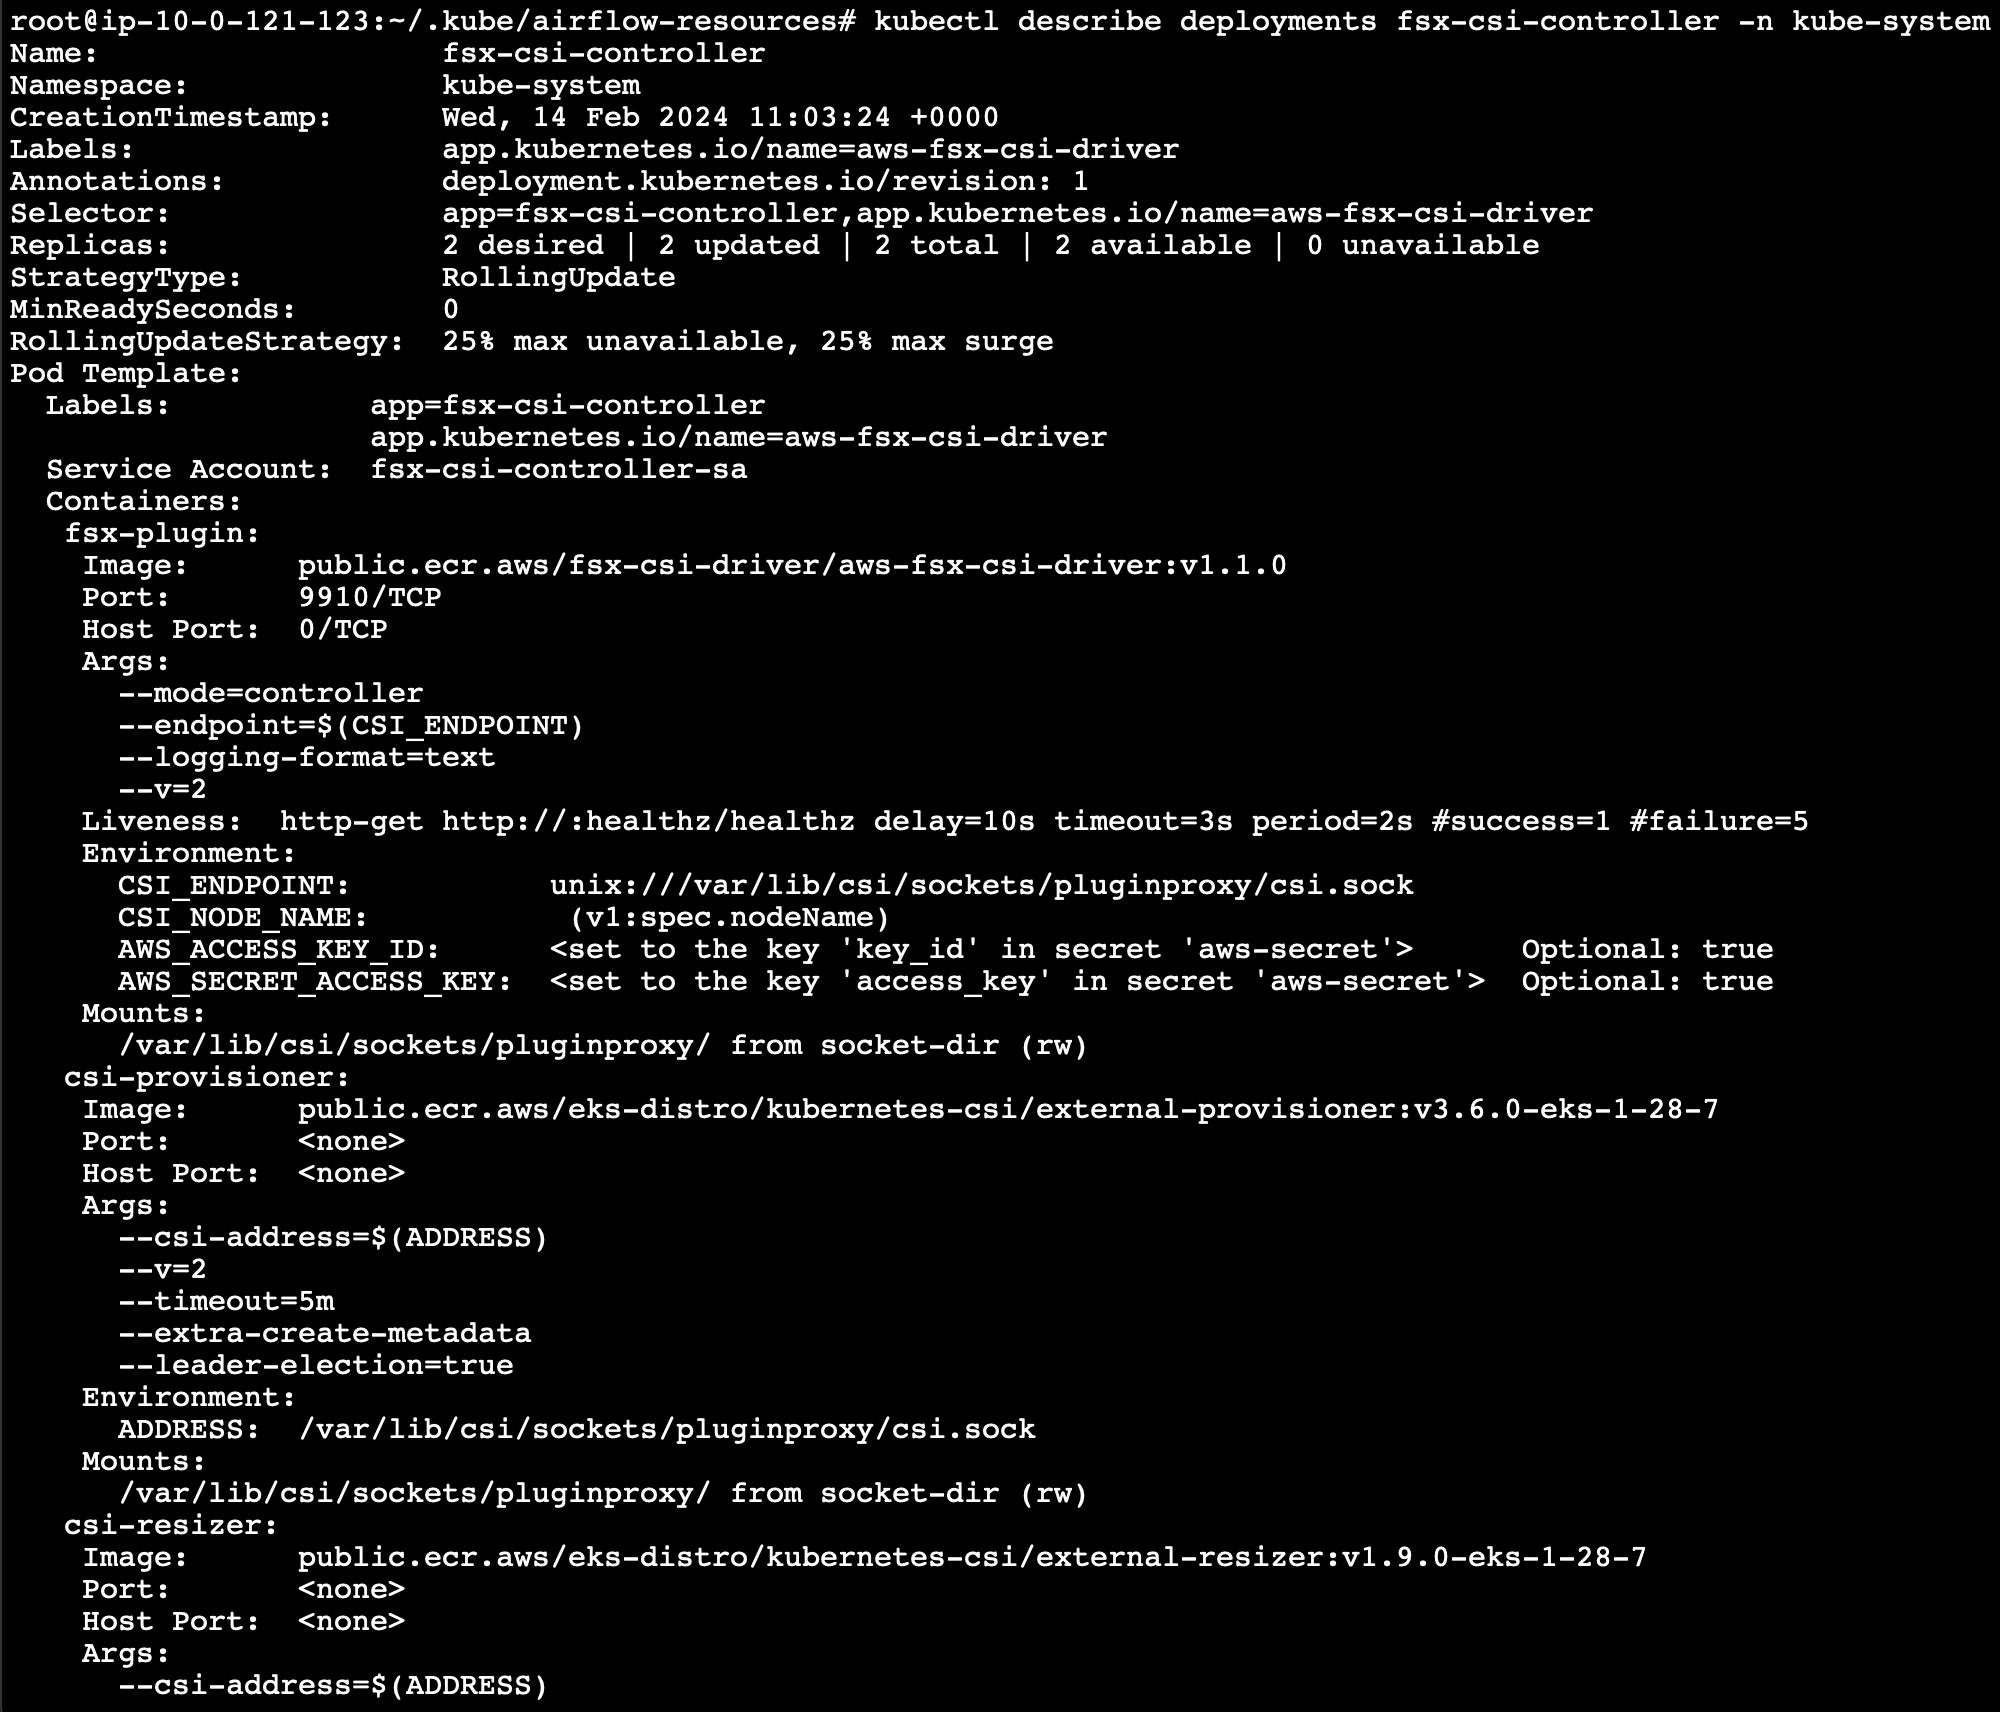 root@ip-10-0-121-123:~/.kube/airflow-resources# kubectl describe deployments fsx-csi-controller -n kube-system
Name:                   fsx-csi-controller
Namespace:              kube-system
CreationTimestamp:      Wed, 14 Feb 2024 11:03:24 +0000
Labels:                 app.kubernetes.io/name=aws-fsx-csi-driver
Annotations:            deployment.kubernetes.io/revision: 1
Selector:               app=fsx-csi-controller,app.kubernetes.io/name=aws-fsx-csi-driver
Replicas:               2 desired | 2 updated | 2 total | 2 available | 0 unavailable
StrategyType:           RollingUpdate
MinReadySeconds:        0
RollingUpdateStrategy:  25% max unavailable, 25% max surge
Pod Template:
  Labels:           app=fsx-csi-controller
                    app.kubernetes.io/name=aws-fsx-csi-driver
  Service Account:  fsx-csi-controller-sa
  Containers:
   fsx-plugin:
    Image:      public.ecr.aws/fsx-csi-driver/aws-fsx-csi-driver:v1.1.0
    Port:       9910/TCP
    Host Port:  0/TCP
    Args:
      --mode=controller
      --endpoint=$(CSI_ENDPOINT)
      --logging-format=text
      --v=2
    Liveness:  http-get http://:healthz/healthz delay=10s timeout=3s period=2s #success=1 #failure=5
    Environment:
      CSI_ENDPOINT:           unix:///var/lib/csi/sockets/pluginproxy/csi.sock
      CSI_NODE_NAME:           (v1:spec.nodeName)
      AWS_ACCESS_KEY_ID:      <set to the key 'key_id' in secret 'aws-secret'>      Optional: true
      AWS_SECRET_ACCESS_KEY:  <set to the key 'access_key' in secret 'aws-secret'>  Optional: true
    Mounts:
      /var/lib/csi/sockets/pluginproxy/ from socket-dir (rw)
   csi-provisioner:
    Image:      public.ecr.aws/eks-distro/kubernetes-csi/external-provisioner:v3.6.0-eks-1-28-7
    Port:       <none>
    Host Port:  <none>
    Args:
      --csi-address=$(ADDRESS)
      --v=2
      --timeout=5m
      --extra-create-metadata
      --leader-election=true
    Environment:
      ADDRESS:  /var/lib/csi/sockets/pluginproxy/csi.sock
    Mounts:
      /var/lib/csi/sockets/pluginproxy/ from socket-dir (rw)
   csi-resizer:
    Image:      public.ecr.aws/eks-distro/kubernetes-csi/external-resizer:v1.9.0-eks-1-28-7
    Port:       <none>
    Host Port:  <none>
    Args:
      --csi-address=$(ADDRESS)